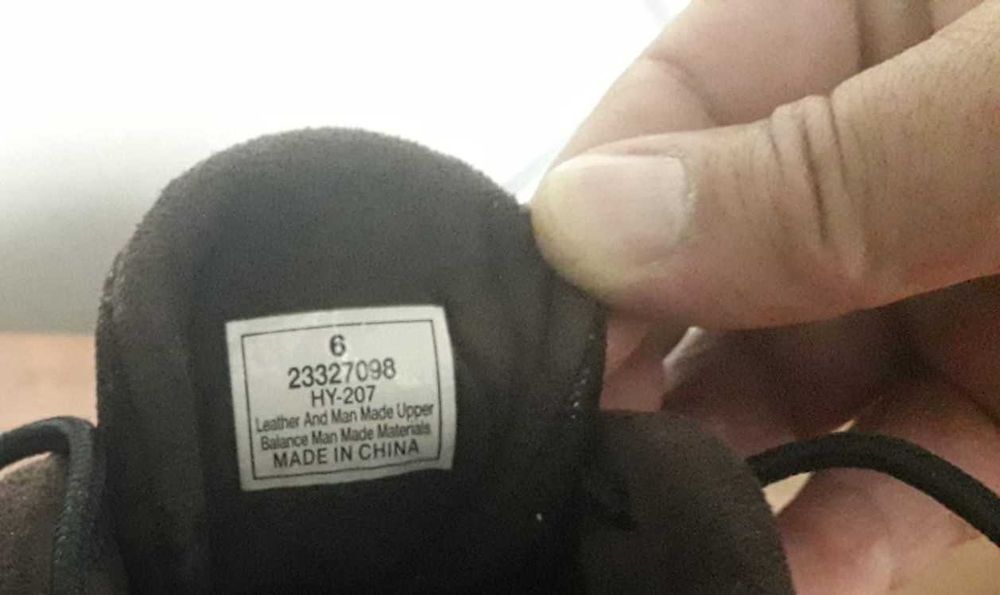 6
23327098
HY-207
Leather And Man Made Upper
Balance Man Made Materials
MADE IN CHINA